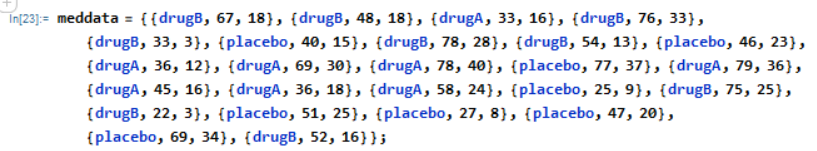 In[23]:= meddata = {{drugB, 67, 18}, {drugB, 48, 18}, {drugA, 33, 16}, {drugB, 76, 33},
{drugB, 33, 3}, {placebo, 40, 15}, {drugB, 78, 28}, {drugB, 54, 13}, {placebo, 46, 23},
{drugA, 36, 12}, {drugA, 69, 30}, {drugA, 78, 40}, {placebo, 77, 37}, {drugA, 79, 36},
{drugA, 45, 16}, {drugA, 36, 18}, {drugA, 58, 24}, {placebo, 25, 9}, {drugB, 75, 25},
{drugB, 22, 3}, {placebo, 51, 25}, {placebo, 27, 8}, {placebo, 47, 20},
{placebo, 69, 34}, {drugB, 52, 16}};